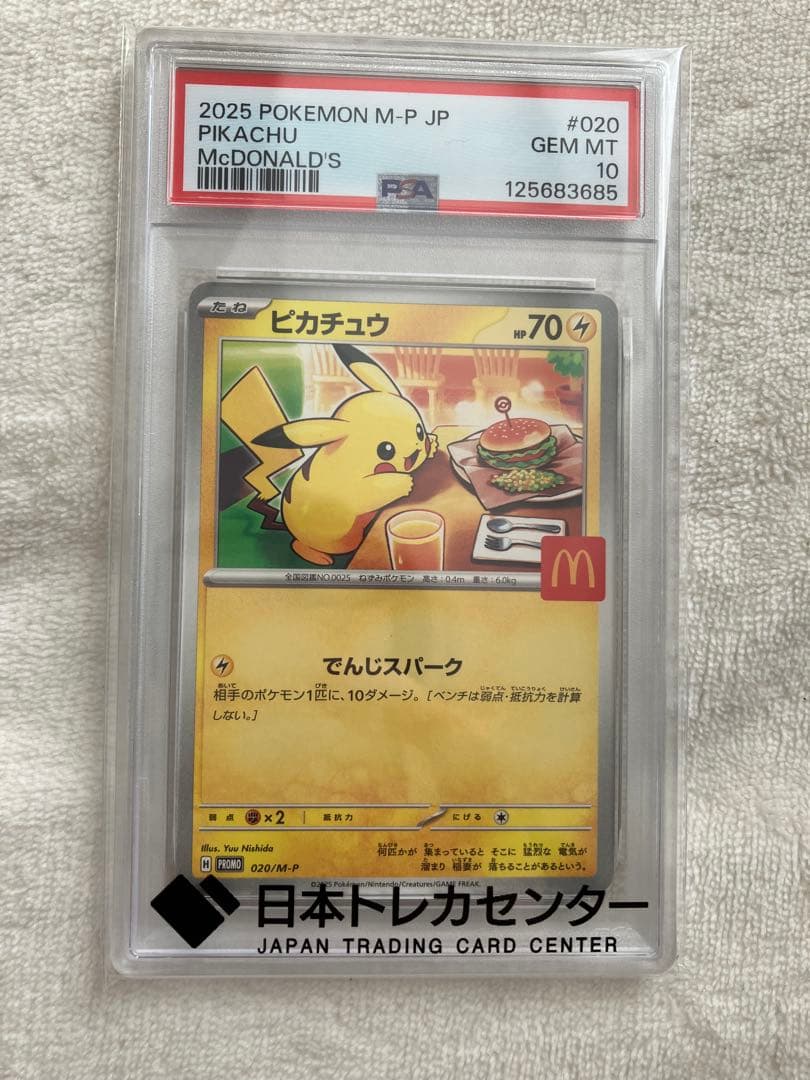 2025 POKEMON M-P JP
#020
PIKACHU
GEM MT
McDONALD'S
10
PSA
125683685
たね
ピカチュウ
HP70
全国図鑑NO.0025 ねずみポケモン 高さ:0.4m 重さ:6.0kg
でんじスパーク
相手のポケモン1匹に、10ダメージ。[ベンチは弱点・抵抗力を計算
しない。]
弱点 ×2 抵抗力 にげる
Illus. Yuu Nishida
何匹かが 集まっていると そこに 猛烈な 電気が
溜まり 稲妻が 落ちることがあるという。
H PROMO 020/M-P
©2025 Pokémon/Nintendo/Creatures/GAME FREAK.
日本トレカセンター
JAPAN TRADING CARD CENTER